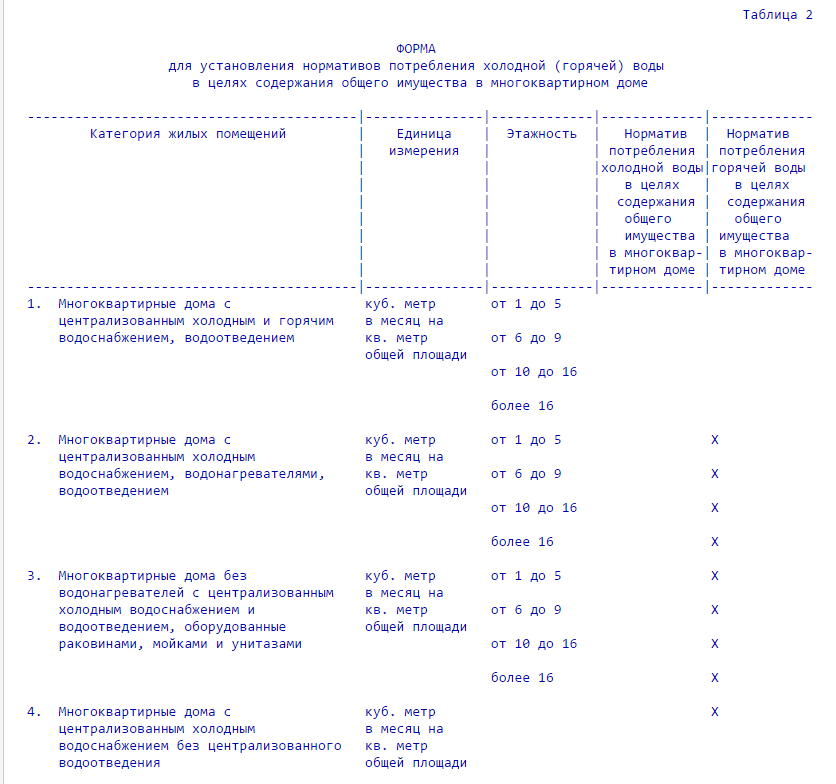 Таблица 2
ФОРМА
для установления нормативов потребления холодной (горячей) воды
в целях содержания общего имущества в многоквартирном доме
------------------------------------------|---------------|-------------|-------------|-------------
Категория жилых помещений | Единица | Этажность | Норматив | Норматив
| измерения | | потребления | потребления
| | |холодной воды|горячей воды
| | | в целях | в целях
| | | содержания | содержания
| | | общего | общего
| | | имущества | имущества
| | | в многоквар-| в многоквар-
| | | тирном доме | тирном доме
------------------------------------------|---------------|-------------|-------------|-------------
1. Многоквартирные дома с куб. метр от 1 до 5
централизованным холодным и горячим в месяц на
водоснабжением, водоотведением кв. метр от 6 до 9
общей площади
от 10 до 16
более 16
2. Многоквартирные дома с куб. метр от 1 до 5 X
централизованным холодным в месяц на
водоснабжением, водонагревателями, кв. метр от 6 до 9 X
водоотведением общей площади
от 10 до 16 X
более 16 X
3. Многоквартирные дома без куб. метр от 1 до 5 X
водонагревателей с централизованным в месяц на
холодным водоснабжением и кв. метр от 6 до 9 X
водоотведением, оборудованные общей площади
раковинами, мойками и унитазами от 10 до 16 X
более 16 X
4. Многоквартирные дома с куб. метр X
централизованным холодным в месяц на
водоснабжением без централизованного кв. метр
водоотведения общей площади